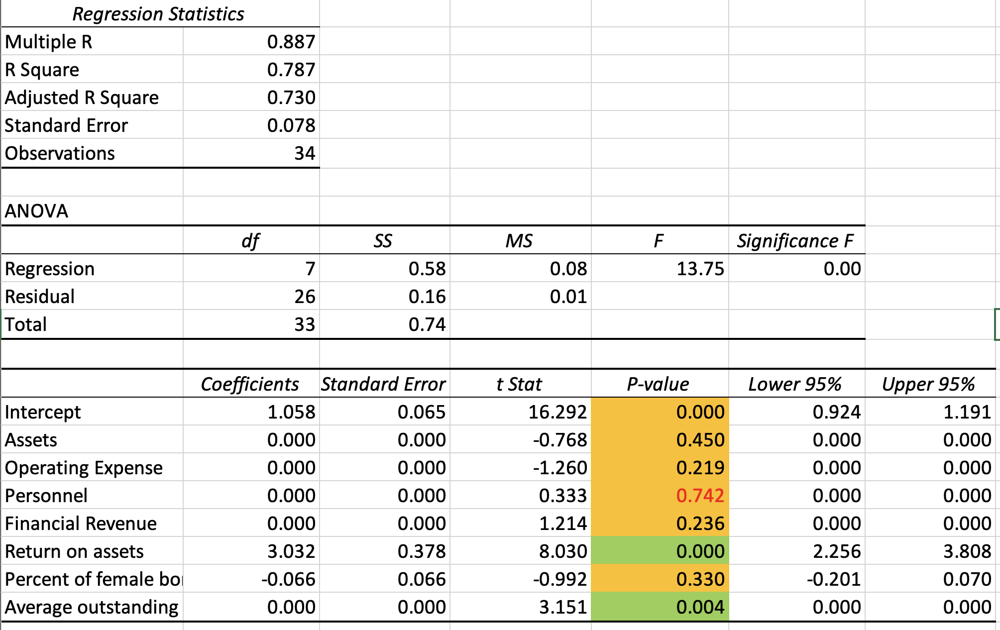 Regression Statistics
Multiple R 0.887
R Square 0.787
Adjusted R Square 0.730
Standard Error 0.078
Observations 34
ANOVA
df SS MS F Significance F
Regression 7 0.58 0.08 13.75 0.00
Residual 26 0.16 0.01
Total 33 0.74
Coefficients Standard Error t Stat P-value Lower 95% Upper 95%
Intercept 1.058 0.065 16.292 0.000 0.924 1.191
Assets 0.000 0.000 -0.768 0.450 0.000 0.000
Operating Expense 0.000 0.000 -1.260 0.219 0.000 0.000
Personnel 0.000 0.000 0.333 0.742 0.000 0.000
Financial Revenue 0.000 0.000 1.214 0.236 0.000 0.000
Return on assets 3.032 0.378 8.030 0.000 2.256 3.808
Percent of female -0.066 0.066 -0.992 0.330 -0.201 0.070
Average outstanding 0.000 0.000 3.151 0.004 0.000 0.000